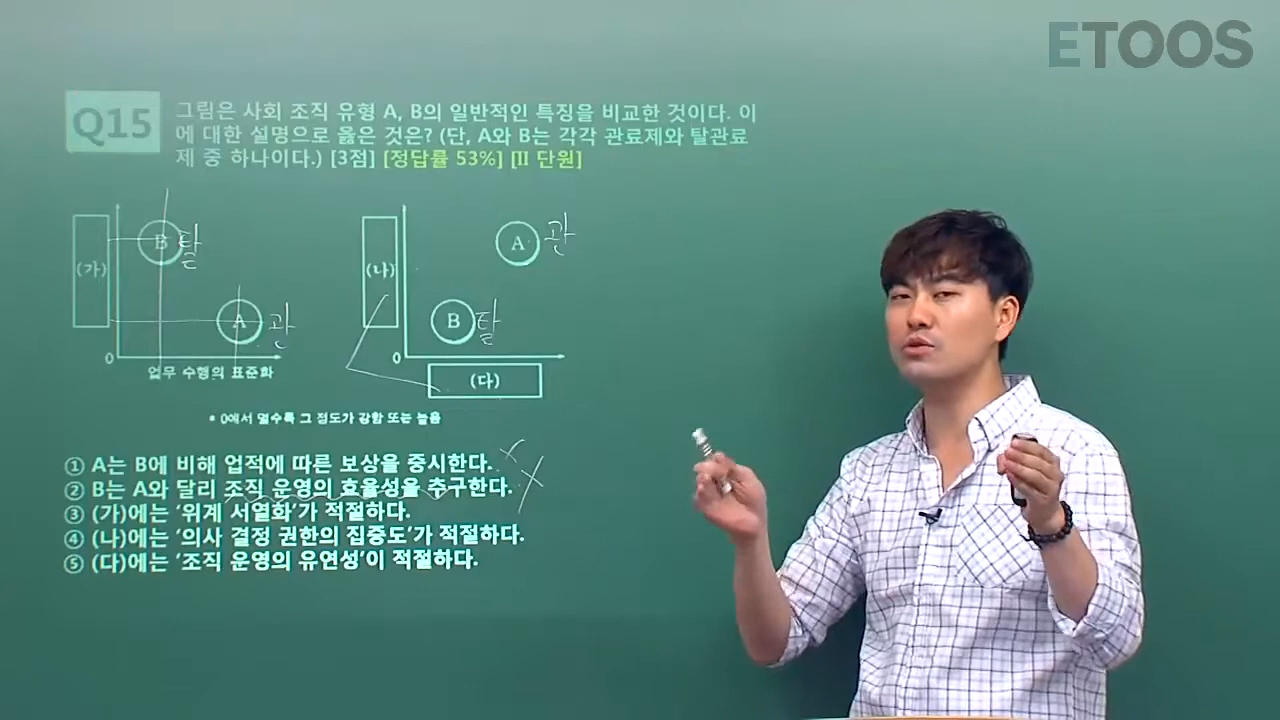 ETOOS
Q15
그림은 사회 조직 유형 A, B의 일반적인 특징을 비교한 것이다. 이
에 대한 설명으로 옳은 것은? (단, A와 B는 각각 관료제와 탈관료
제 중 하나이다.) [3점] [정답률 53%] [Ⅱ 단원]
(가)
B 탈
A 관
0
업무 수행의 표준화
(나)
A 관
B 탈
0
(다)
* 0에서 멀수록 그 정도가 강함 또는 높음
① A는 B에 비해 업적에 따른 보상을 중시한다.
② B는 A와 달리 조직 운영의 효율성을 추구한다.
③ (가)에는 '위계 서열화'가 적절하다.
④ (나)에는 '의사 결정 권한의 집중도'가 적절하다.
⑤ (다)에는 '조직 운영의 유연성'이 적절하다.